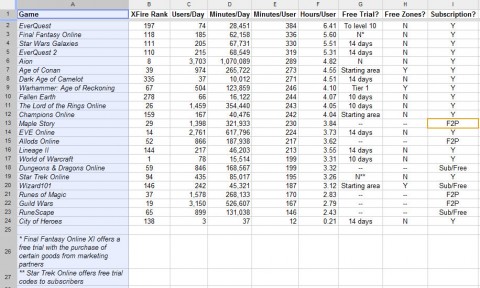 A B C D E F G H I
1 Game XFire Rank Users/Day Minutes/Day Minutes/User Hours/User Free Trial? Free Zones? Subscription?
2 EverQuest 197 74 28,451 384 6.41 To level 10 N Y
3 Final Fantasy Online 118 185 62,158 336 5.60 N* N Y
4 Star Wars Galaxies 111 205 67,731 330 5.51 14 days N Y
5 EverQuest 2 110 215 68,549 319 5.31 14 days N Y
6 Aion 8 3,703 1,070,089 289 4.82 N N Y
7 Age of Conan 39 974 265,722 273 4.55 Starting area Y Y
8 Dark Age of Camelot 335 37 10,012 271 4.51 14 days N Y
9 Warhammer: Age of Reckoning 67 504 123,859 246 4.10 Tier 1 Y Y
10 Fallen Earth 278 66 16,122 244 4.07 10 days N Y
11 The Lord of the Rings Online 26 1,459 354,440 243 4.05 10 days N Y
12 Champions Online 159 167 40,476 242 4.04 Starting area N Y
13 Maple Story 29 1,398 321,933 230 3.84 -- -- F2P
14 EVE Online 14 2,761 617,796 224 3.73 14 days N Y
15 Allods Online 52 866 187,938 217 3.62 -- -- F2P
16 Lineage II 144 217 46,203 213 3.55 14 days N Y
17 World of Warcraft 1 78 15,514 199 3.31 10 days N Y
18 Dungeons & Dragons Online 59 846 168,567 199 3.32 -- -- Sub/Free
19 Star Trek Online 94 435 85,017 195 3.26 N** N Y
20 Wizard101 146 242 45,321 187 3.12 Starting area Y Sub/Free
21 Runes of Magic 37 1,578 268,133 170 2.83 -- -- F2P
22 Guild Wars 19 3,150 526,607 167 2.79 -- -- F2P
23 RuneScape 65 899 131,038 146 2.43 -- -- Sub/Free
24 City of Heroes 138 3 37 12 0.21 14 days N Y
25
26 * Final Fantasy Online XI offers a
free trial with the purchase of
certain goods from marketing
partners
27 ** Star Trek Online offers free trial
codes to subscribers